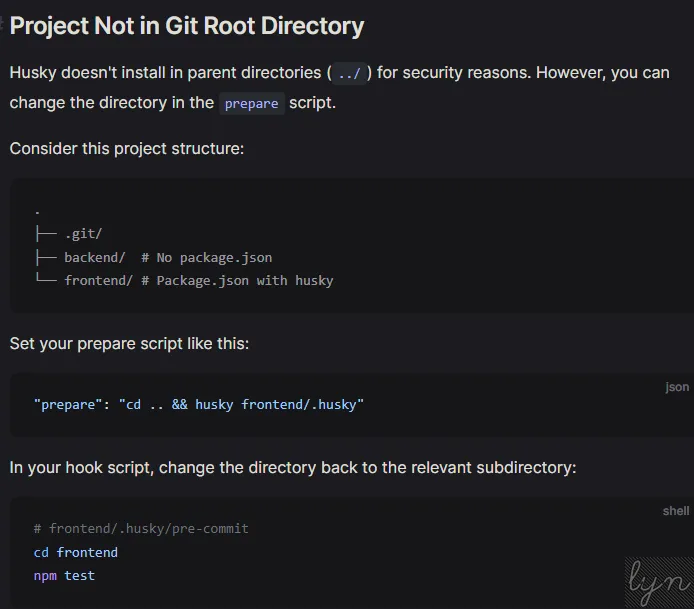 Project Not in Git Root Directory
Husky doesn't install in parent directories ( ../ ) for security reasons. However, you can
change the directory in the prepare script.
Consider this project structure:
.
├── .git/
├── backend/  # No package.json
└── frontend/ # Package.json with husky
Set your prepare script like this:
json
"prepare": "cd .. && husky frontend/.husky"
In your hook script, change the directory back to the relevant subdirectory:
shell
# frontend/.husky/pre-commit
cd frontend
npm test
lyn